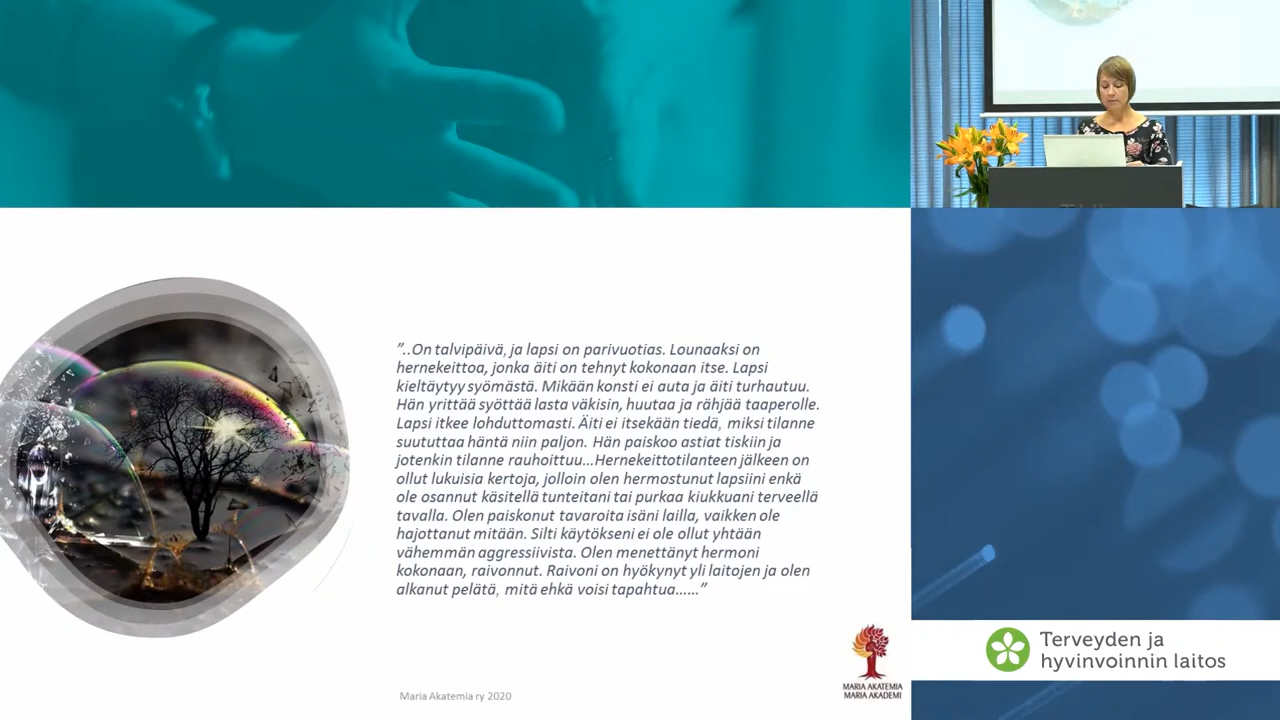 ”..On talvipäivä, ja lapsi on parivuotias. Lounaaksi on
hernekeittoa, jonka äiti on tehnyt kokonaan itse. Lapsi
kieltäytyy syömästä. Mikään konsti ei auta ja äiti turhautuu.
Hän yrittää syöttää lasta väkisin, huutaa ja rähjää taaperolle.
Lapsi itkee lohduttomasti. Äiti ei itsekään tiedä, miksi tilanne
suututtaa häntä niin paljon. Hän paiskoo astiat tiskiin ja
jotenkin tilanne rauhoittuu...Hernekeittotilanteen jälkeen on
ollut lukuisia kertoja, jolloin olen hermostunut lapsiini enkä
ole osannut käsitellä tunteitani tai purkaa kiukkuani terveellä
tavalla. Olen paiskonut tavaroita isäni lailla, vaikken ole
hajottanut mitään. Silti käytökseni ei ole ollut yhtään
vähemmän aggressiivista. Olen menettänyt hermoni
kokonaan, raivonnut. Raivoni on hyökynyt yli laitojen ja olen
alkanut pelätä, mitä ehkä voisi tapahtua......”
MARIA AKATEMIA
MARIA AKADEMI
Maria Akatemia ry 2020
Terveyden ja
hyvinvoinnin laitos